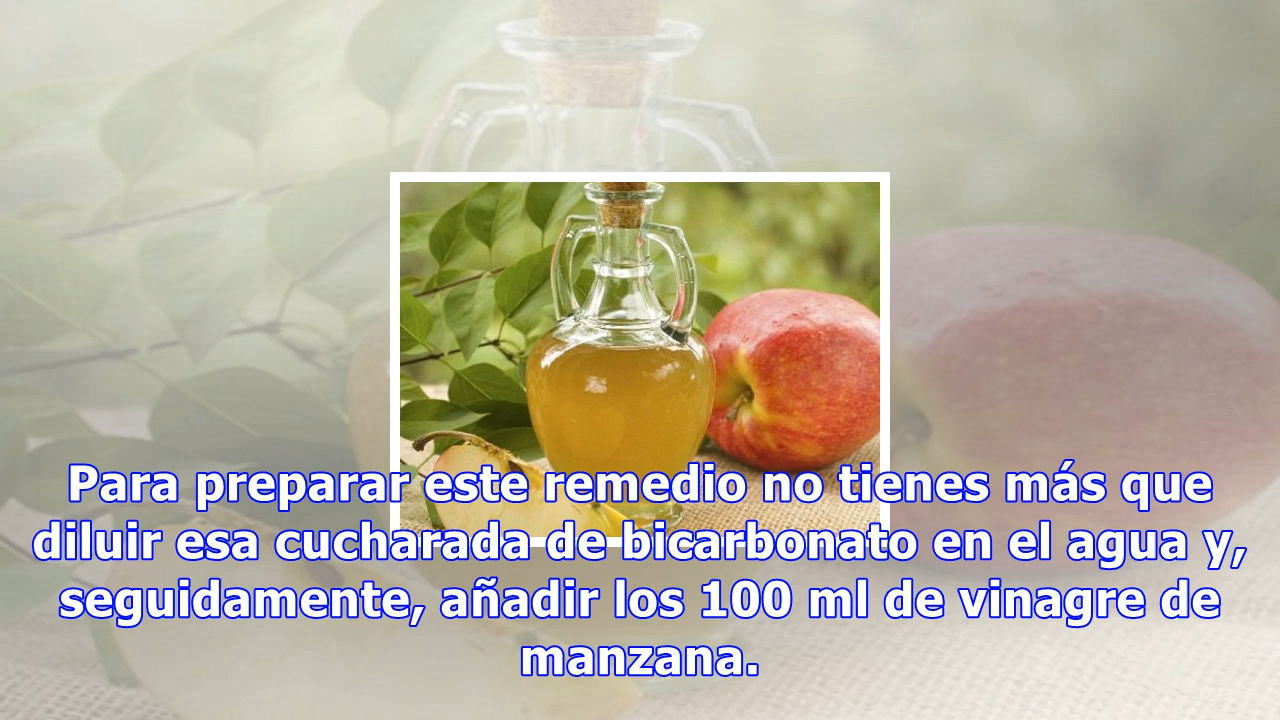 Para preparar este remedio no tienes más que
diluir esa cucharada de bicarbonato en el agua y,
seguidamente, añadir los 100 ml de vinagre de
manzana.